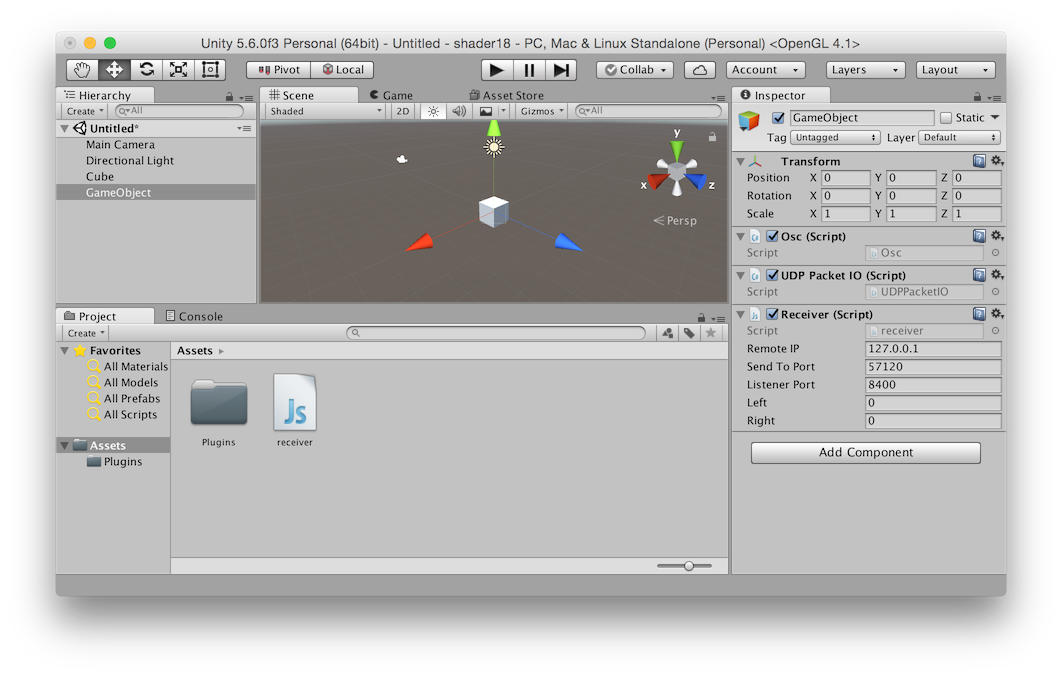 Unity 5.6.0f3 Personal (64bit) - Untitled - shader18 - PC, Mac & Linux Standalone (Personal) <OpenGL 4.1>
Pivot Local Collab Account Layers Layout
Hierarchy
Create All
Untitled*
Main Camera
Directional Light
Cube
GameObject
Scene Game Asset Store
Shaded 2D Gizmos All
y
x z
Persp
Inspector
GameObject Static
Tag Untagged Layer Default
Transform
Position X 0 Y 0 Z 0
Rotation X 0 Y 0 Z 0
Scale X 1 Y 1 Z 1
Osc (Script)
Script Osc
UDP Packet IO (Script)
Script UDPPacketIO
Receiver (Script)
Script receiver
Remote IP 127.0.0.1
Send To Port 57120
Listener Port 8400
Left 0
Right 0
Add Component
Project Console
Create
Favorites
All Materials
All Models
All Prefabs
All Scripts
Assets
Plugins
Assets
Js
Plugins receiver